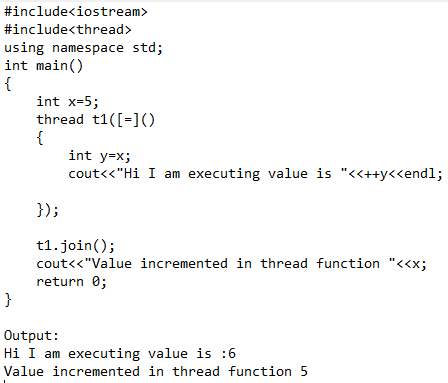 #include<iostream>
#include<thread>
using namespace std;
int main()
{
    int x=5;
    thread t1([=]()
    {
        int y=x;
        cout<<"Hi I am executing value is "<<++y<<endl;
    });
    t1.join();
    cout<<"Value incremented in thread function "<<x;
    return 0;
}
Output:
Hi I am executing value is :6
Value incremented in thread function 5